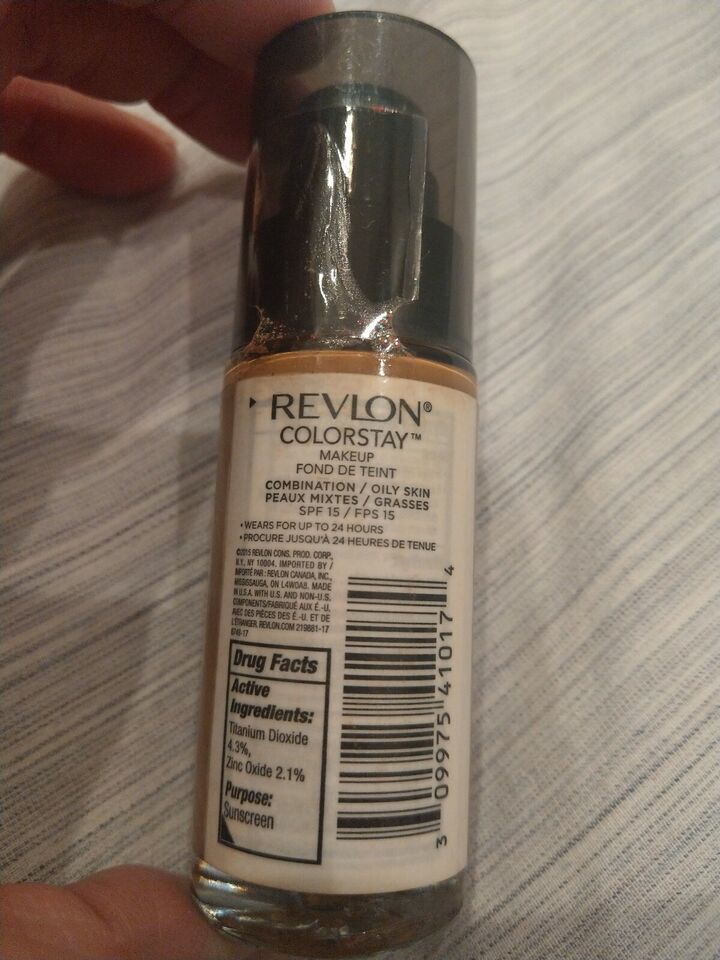 REVLON®
COLORSTAY™
MAKEUP
FOND DE TEINT
COMBINATION / OILY SKIN
PEAUX MIXTES / GRASSES
SPF 15 / FPS 15
• WEARS FOR UP TO 24 HOURS
• PROCURE JUSQU'À 24 HEURES DE TENUE
©2015 REVLON CONS. PROD. CORP.,
N.Y., NY 10004. IMPORTED BY /
IMPORTÉ PAR : REVLON CANADA, INC.,
MISSISSAUGA, ON L4W0A8. MADE
IN U.S.A. WITH U.S. AND NON-U.S.
COMPONENTS/FABRIQUÉ AUX É.-U.
AVEC DES PIÈCES DES É.-U. ET DE
L'ÉTRANGER. REVLON.COM 219881-17
6746-17
Drug Facts
Active
Ingredients:
Titanium Dioxide
4.3%,
Zinc Oxide 2.1%
Purpose:
Sunscreen
3 09975 41017 4